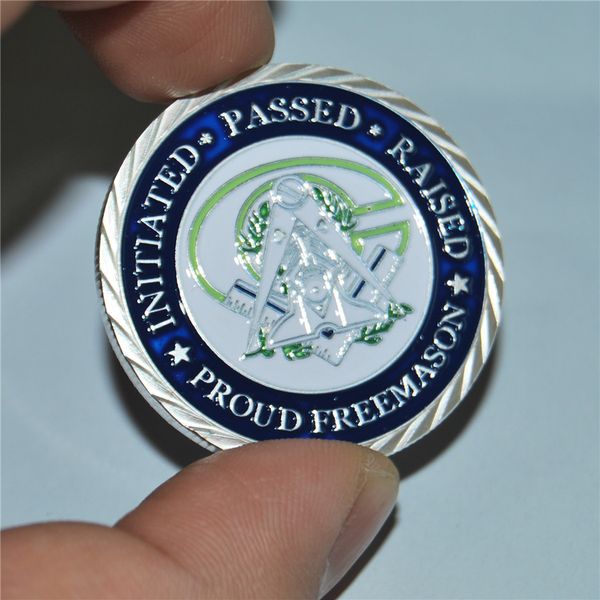 INITIATED * PASSED * RAISED
★ PROUD FREEMASON ★